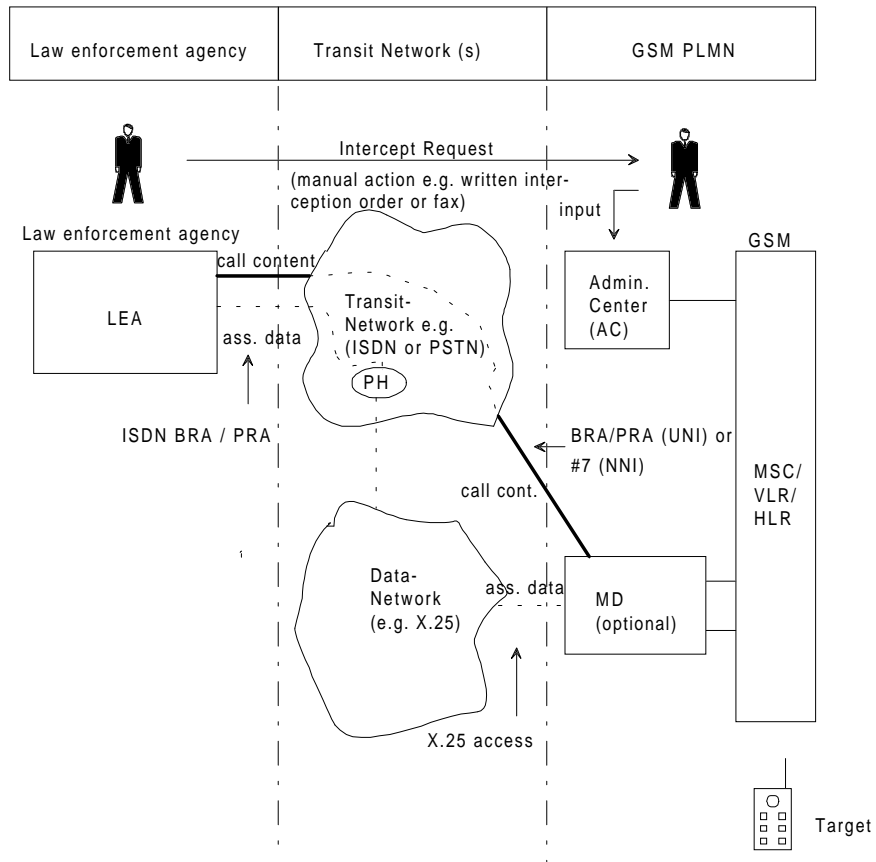 Law enforcement agency
Transit Network (s)
GSM PLMN
Intercept Request
(manual action e.g. written inter-
ception order or fax)
input
Law enforcement agency
GSM
call content
LEA
ass. data
Transit-
Network e.g.
(ISDN or PSTN)
PH
Admin.
Center
(AC)
ISDN BRA / PRA
BRA/PRA (UNI) or
#7 (NNI)
call cont.
MSC/
VLR/
HLR
Data-
Network
(e.g. X.25)
ass. data
MD
(optional)
X.25 access
Target